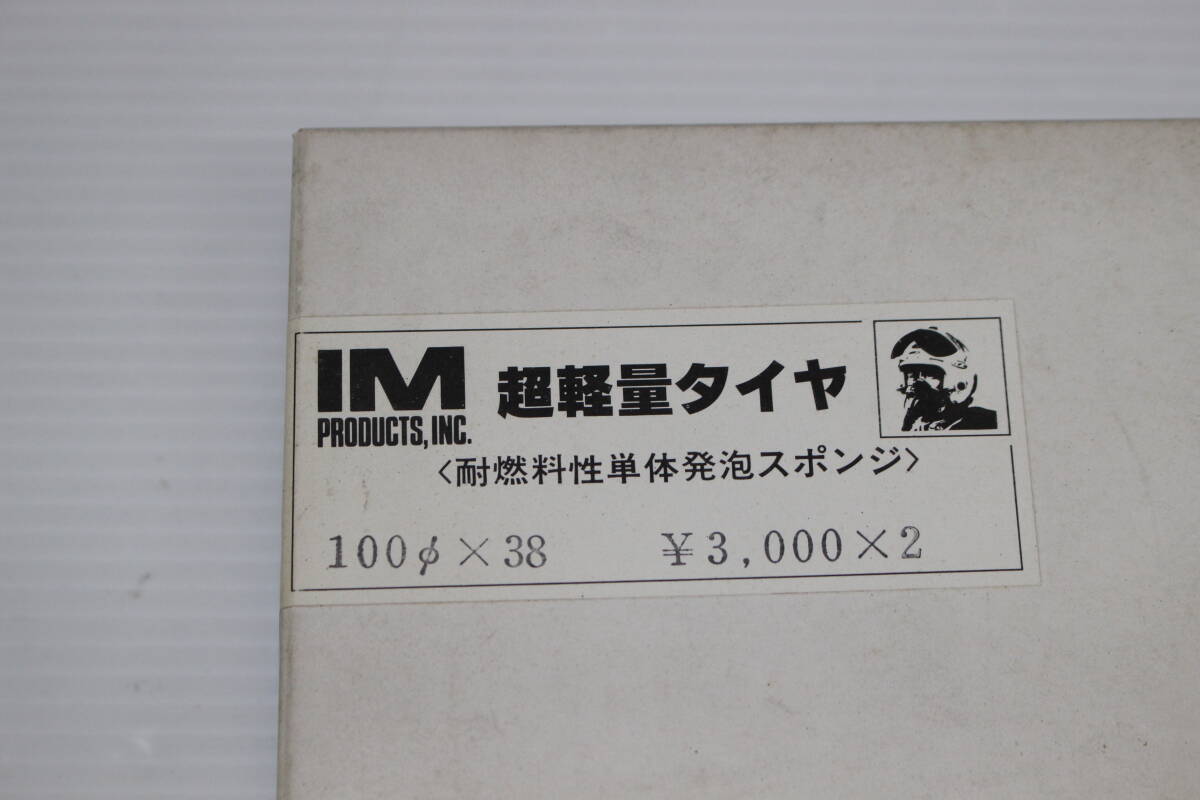 IM
PRODUCTS, INC.
超軽量タイヤ
〈耐燃料性単体発泡スポンジ〉
100φ×38 ¥3,000×2